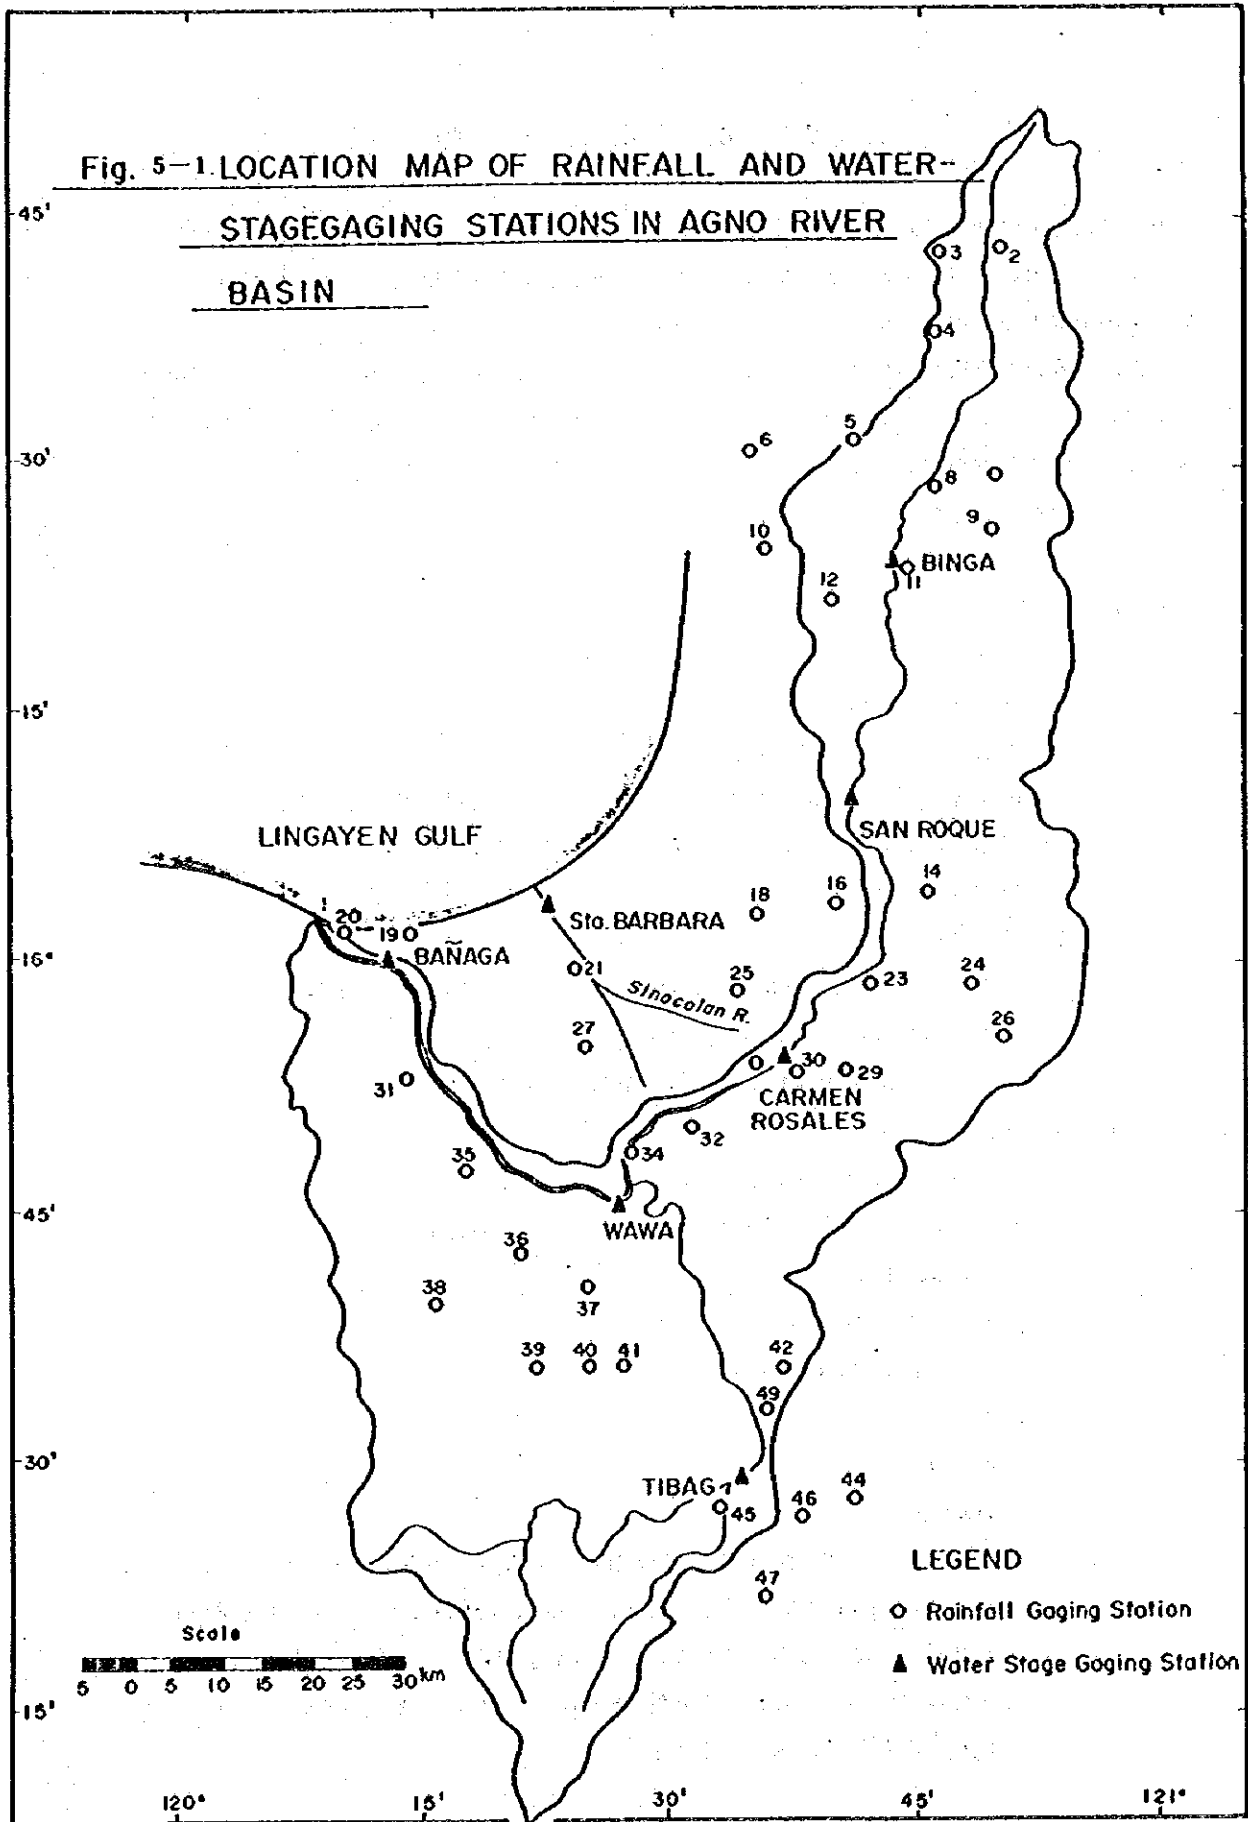 Fig. 5-1. LOCATION MAP OF RAINFALL AND WATER-
STAGEGAGING STATIONS IN AGNO RIVER
BASIN
45'
3
2
4
5
6
30'
8
9
10
BINGA
11
12
15'
LINGAYEN GULF
SAN ROQUE
14
16
18
1
20
19
Sto. BARBARA
BAÑAGA
16°
21
25
23
24
Sinocolan R.
26
27
30
29
31
CARMEN
ROSALES
32
34
35
45'
WAWA
36
38
37
39
40
41
42
49
30'
TIBAG
45
46
44
47
LEGEND
Rainfall Gaging Station
Water Stage Gaging Station
Scale
5 0 5 10 15 20 25 30 km
15'
120°
15'
30'
45'
121°